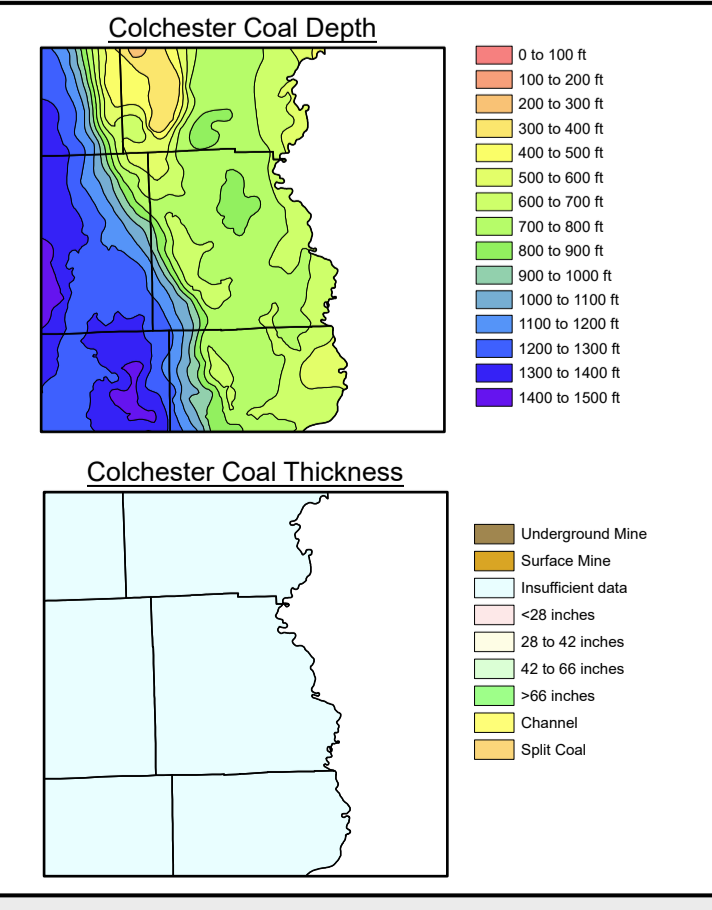 Colchester Coal Depth
0 to 100 ft
100 to 200 ft
200 to 300 ft
300 to 400 ft
400 to 500 ft
500 to 600 ft
600 to 700 ft
700 to 800 ft
800 to 900 ft
900 to 1000 ft
1000 to 1100 ft
1100 to 1200 ft
1200 to 1300 ft
1300 to 1400 ft
1400 to 1500 ft
Colchester Coal Thickness
Underground Mine
Surface Mine
Insufficient data
<28 inches
28 to 42 inches
42 to 66 inches
>66 inches
Channel
Split Coal